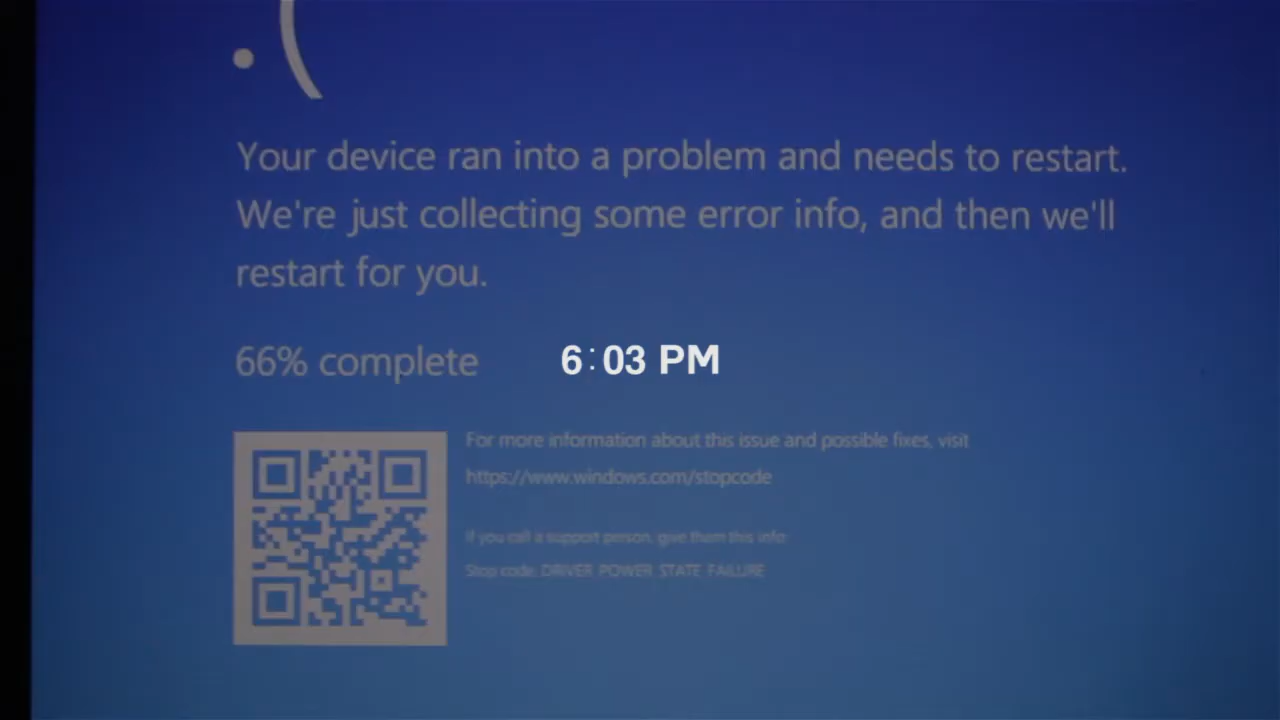 :(
Your device ran into a problem and needs to restart.
We're just collecting some error info, and then we'll
restart for you.
66% complete
6:03 PM
For more information about this issue and possible fixes, visit
https://www.windows.com/stopcode
If you call a support person, give them this info:
Stop code: DRIVER POWER STATE FAILURE